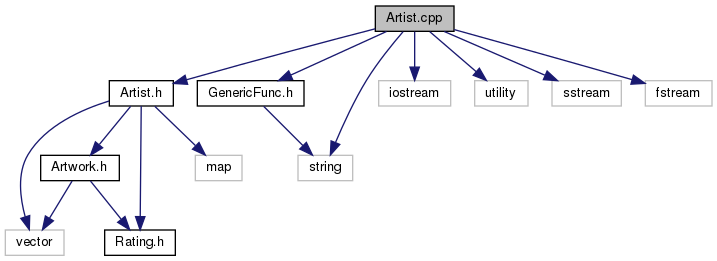 Artist.cpp
Artist.h
GenericFunc.h
iostream
utility
sstream
fstream
Artwork.h
map
string
vector
Rating.h